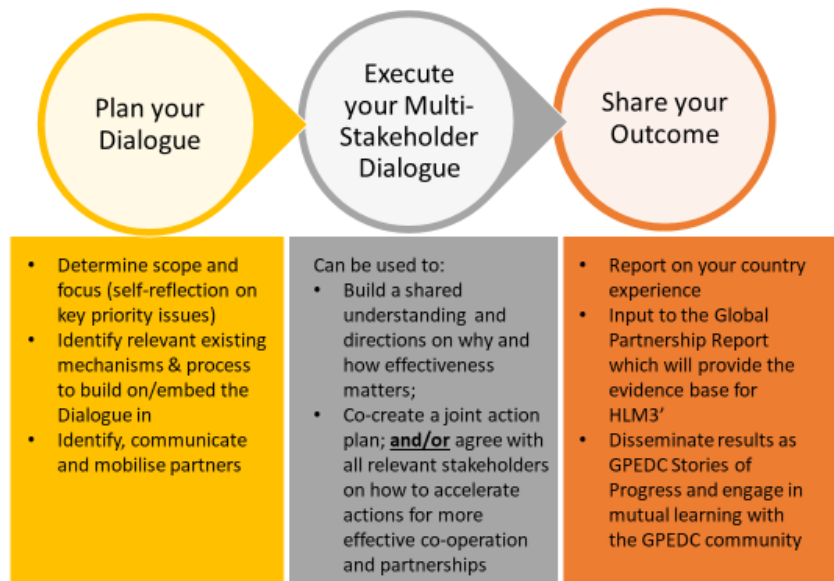 Plan your
Dialogue
Execute
your Multi-
Stakeholder
Dialogue
Share your
Outcome
• Determine scope and
focus (self-reflection on
key priority issues)
• Identify relevant existing
mechanisms & process
to build on/embed the
Dialogue in
• Identify, communicate
and mobilise partners
Can be used to:
• Build a shared
understanding and
directions on why and
how effectiveness
matters;
• Co-create a joint action
plan; and/or agree with
all relevant stakeholders
on how to accelerate
actions for more
effective co-operation
and partnerships
• Report on your country
experience
• Input to the Global
Partnership Report
which will provide the
evidence base for
HLM3’
• Disseminate results as
GPEDC Stories of
Progress and engage in
mutual learning with
the GPEDC community